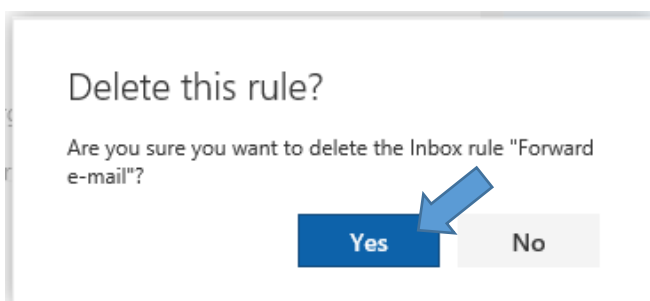 Delete this rule?
Are you sure you want to delete the Inbox rule "Forward
e-mail"?
Yes
No